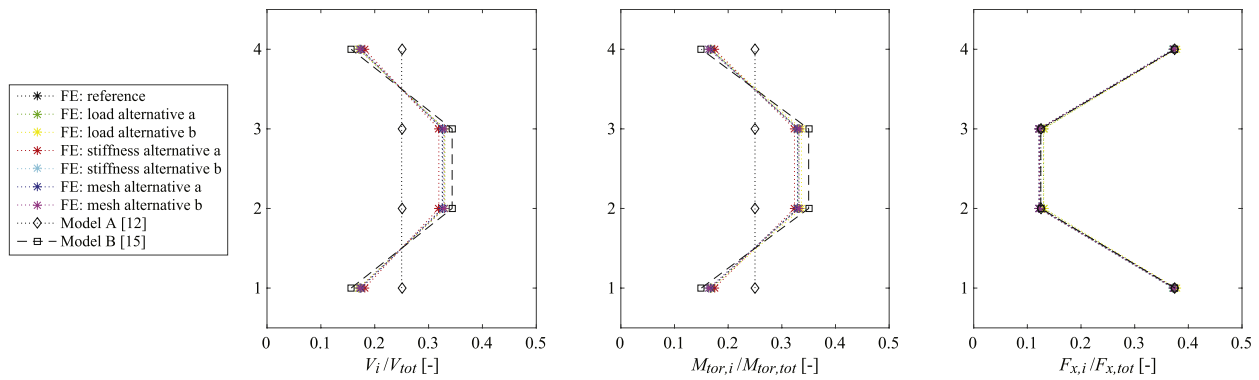 FE: reference
FE: load alternative a
FE: load alternative b
FE: stiffness alternative a
FE: stiffness alternative b
FE: mesh alternative a
FE: mesh alternative b
Model A [12]
Model B [15]
4
3
2
1
0 0.1 0.2 0.3 0.4 0.5
V_i/V_tot [-]
4
3
2
1
0 0.1 0.2 0.3 0.4 0.5
M_tor,i/M_tor,tot [-]
4
3
2
1
0 0.1 0.2 0.3 0.4 0.5
F_x,i/F_x,tot [-]